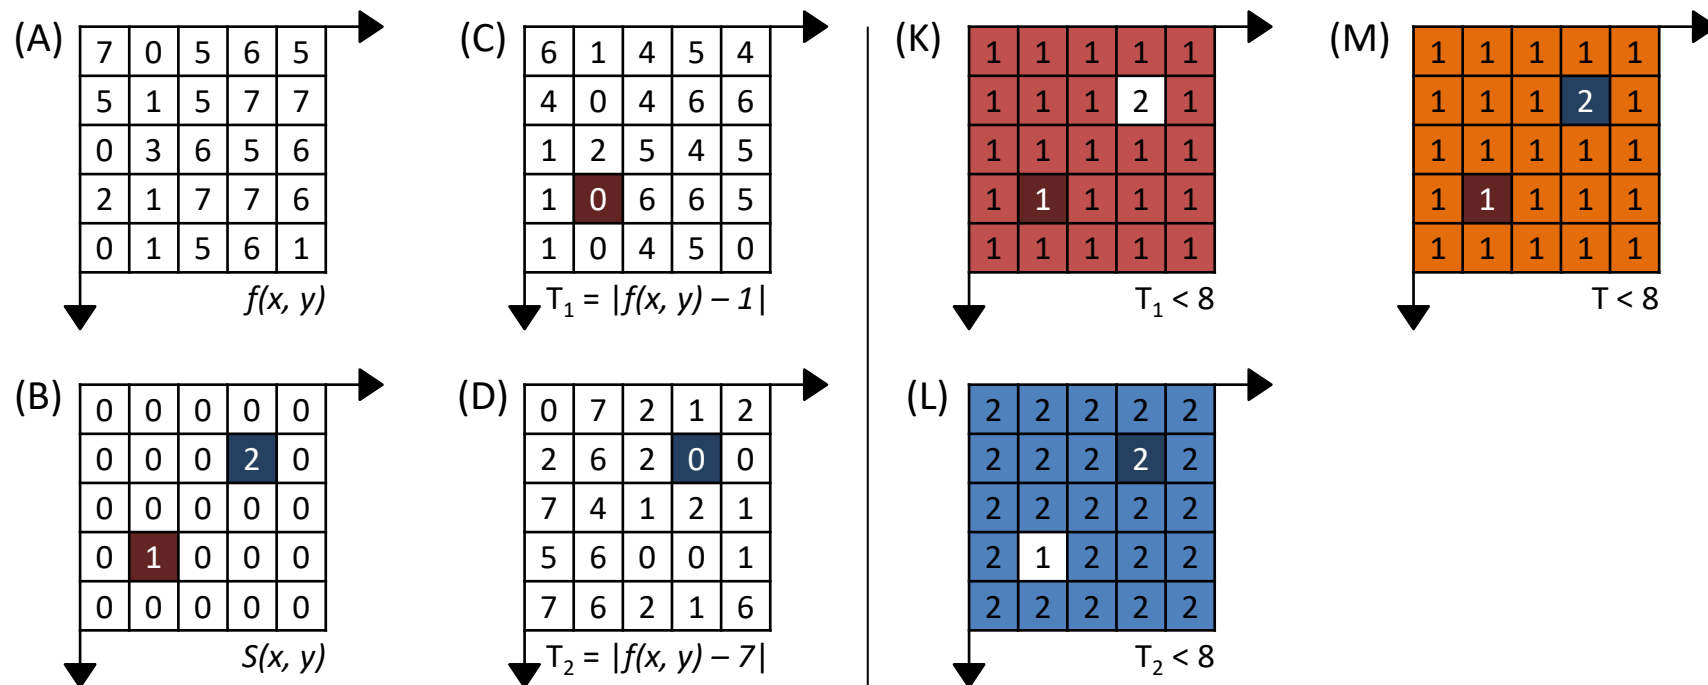 (A)
7 0 5 6 5
5 1 5 7 7
0 3 6 5 6
2 1 7 7 6
0 1 5 6 1
f(x, y)
(C)
6 1 4 5 4
4 0 4 6 6
1 2 5 4 5
1 0 6 6 5
1 0 4 5 0
T₁ = |f(x, y) – 1|
(K)
1 1 1 1 1
1 1 1 2 1
1 1 1 1 1
1 1 1 1 1
1 1 1 1 1
T₁ < 8
(M)
1 1 1 1 1
1 1 1 2 1
1 1 1 1 1
1 1 1 1 1
1 1 1 1 1
T < 8
(B)
0 0 0 0 0
0 0 0 2 0
0 0 0 0 0
0 1 0 0 0
0 0 0 0 0
S(x, y)
(D)
0 7 2 1 2
2 6 2 0 0
7 4 1 2 1
5 6 0 0 1
7 6 2 1 6
T₂ = |f(x, y) – 7|
(L)
2 2 2 2 2
2 2 2 2 2
2 2 2 2 2
2 1 2 2 2
2 2 2 2 2
T₂ < 8